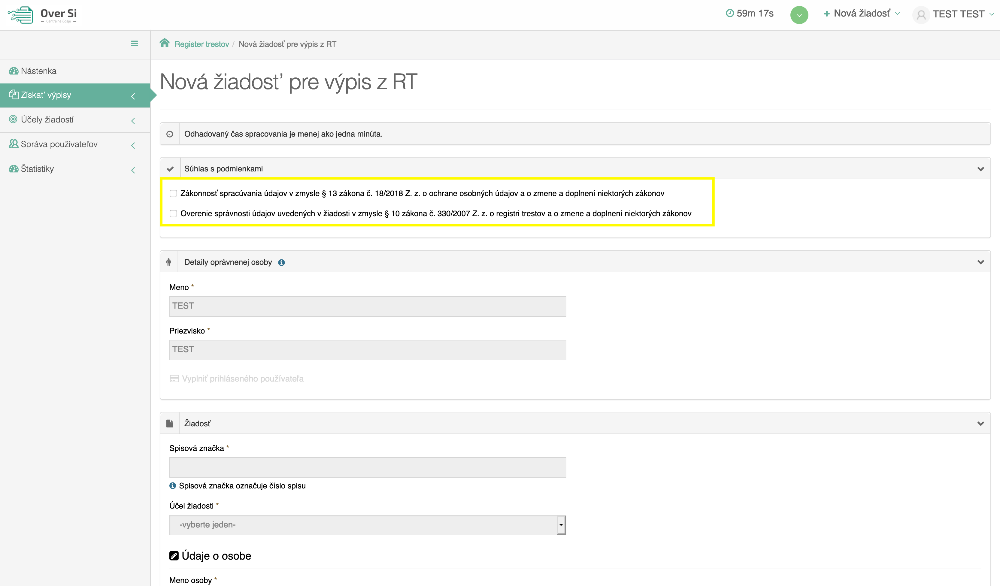 Over Si
– Centrálne údaje –
59m 17s
Nová žiadosť
TEST TEST
Register trestov / Nová žiadosť pre výpis z RT
Nástenka
Získať výpisy
Účely žiadostí
Správa používateľov
Štatistiky
Nová žiadosť pre výpis z RT
Odhadovaný čas spracovania je menej ako jedna minúta.
Súhlas s podmienkami
Zákonnosť spracúvania údajov v zmysle § 13 zákona č. 18/2018 Z. z. o ochrane osobných údajov a o zmene a doplnení niektorých zákonov
Overenie správnosti údajov uvedených v žiadosti v zmysle § 10 zákona č. 330/2007 Z. z. o registri trestov a o zmene a doplnení niektorých zákonov
Detaily oprávnenej osoby
Meno *
TEST
Priezvisko *
TEST
Vyplniť prihláseného používateľa
Žiadosť
Spisová značka *
Spisová značka označuje číslo spisu
Účel žiadosti *
-vyberte jeden-
Údaje o osobe
Meno osoby *